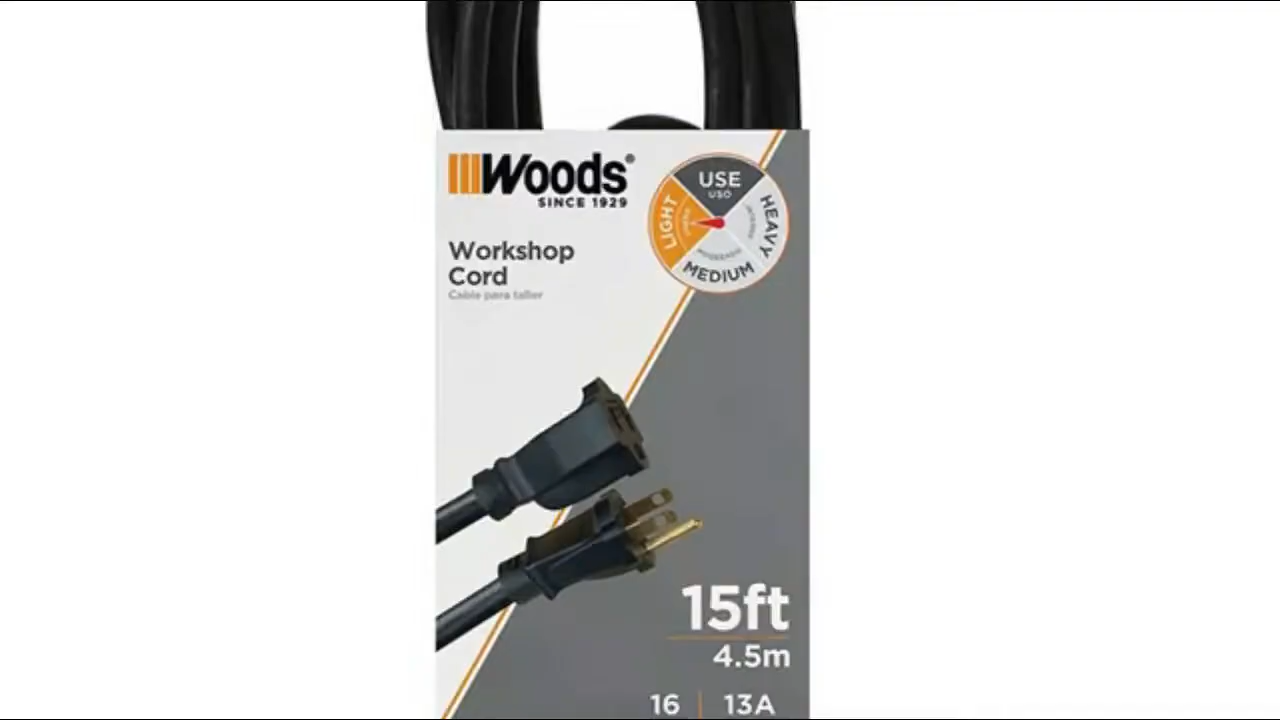 Woods®
SINCE 1929
Workshop
Cord
Cable para taller
USE
USO
LIGHT
HEAVY
MEDIUM
15ft
4.5m
16 | 13A